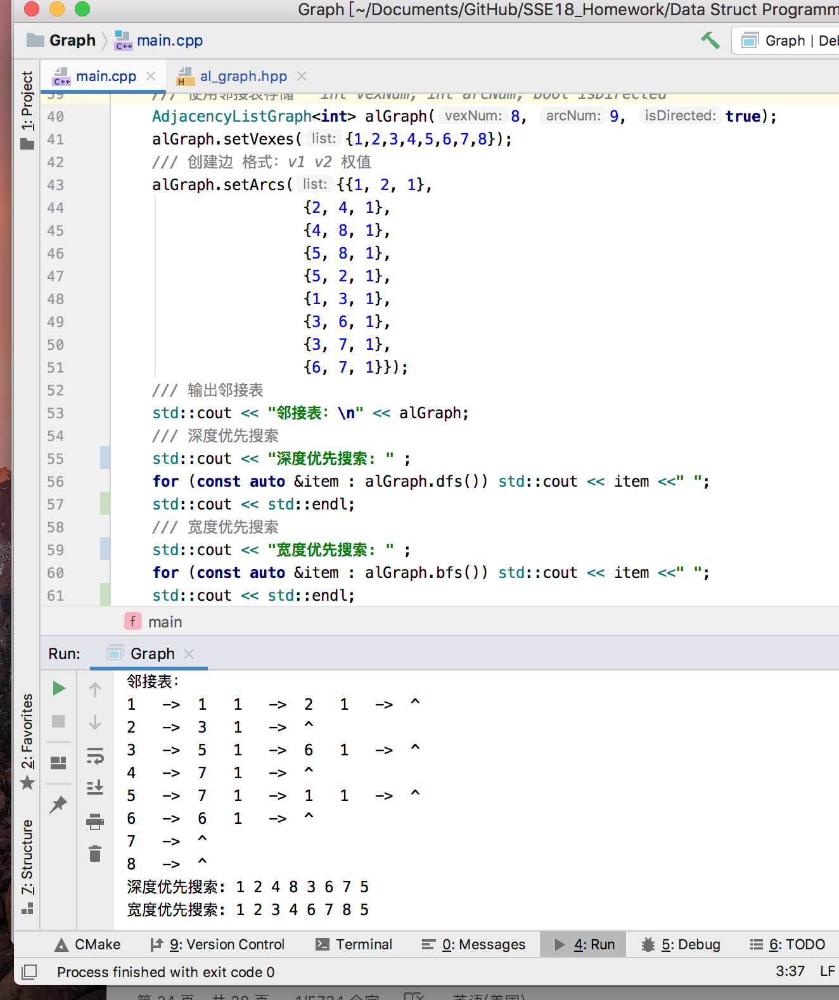 Graph [~/Documents/GitHub/SSE18_Homework/Data Struct Programm
Graph main.cpp Graph | Deb
main.cpp al_graph.hpp
1: Project
39 /// 使用邻接表存储 int vexNum, int arcNum, bool isDirected
40 AdjacencyListGraph<int> alGraph( vexNum: 8, arcNum: 9, isDirected: true);
41 alGraph.setVexes( list: {1,2,3,4,5,6,7,8});
42 /// 创建边 格式：v1 v2 权值
43 alGraph.setArcs( list: {{1, 2, 1},
44 {2, 4, 1},
45 {4, 8, 1},
46 {5, 8, 1},
47 {5, 2, 1},
48 {1, 3, 1},
49 {3, 6, 1},
50 {3, 7, 1},
51 {6, 7, 1}});
52 /// 输出邻接表
53 std::cout << "邻接表：\n" << alGraph;
54 /// 深度优先搜索
55 std::cout << "深度优先搜索：" ;
56 for (const auto &item : alGraph.dfs()) std::cout << item <<" ";
57 std::cout << std::endl;
58 /// 宽度优先搜索
59 std::cout << "宽度优先搜索：" ;
60 for (const auto &item : alGraph.bfs()) std::cout << item <<" ";
61 std::cout << std::endl;
f main
Run: Graph
2: Favorites
7: Structure
邻接表：
1 -> 1 1 -> 2 1 -> ^
2 -> 3 1 -> ^
3 -> 5 1 -> 6 1 -> ^
4 -> 7 1 -> ^
5 -> 7 1 -> 1 1 -> ^
6 -> 6 1 -> ^
7 -> ^
8 -> ^
深度优先搜索：1 2 4 8 3 6 7 5
宽度优先搜索：1 2 3 4 6 7 8 5
CMake 9: Version Control Terminal 0: Messages 4: Run 5: Debug 6: TODO
Process finished with exit code 0 3:37 LF